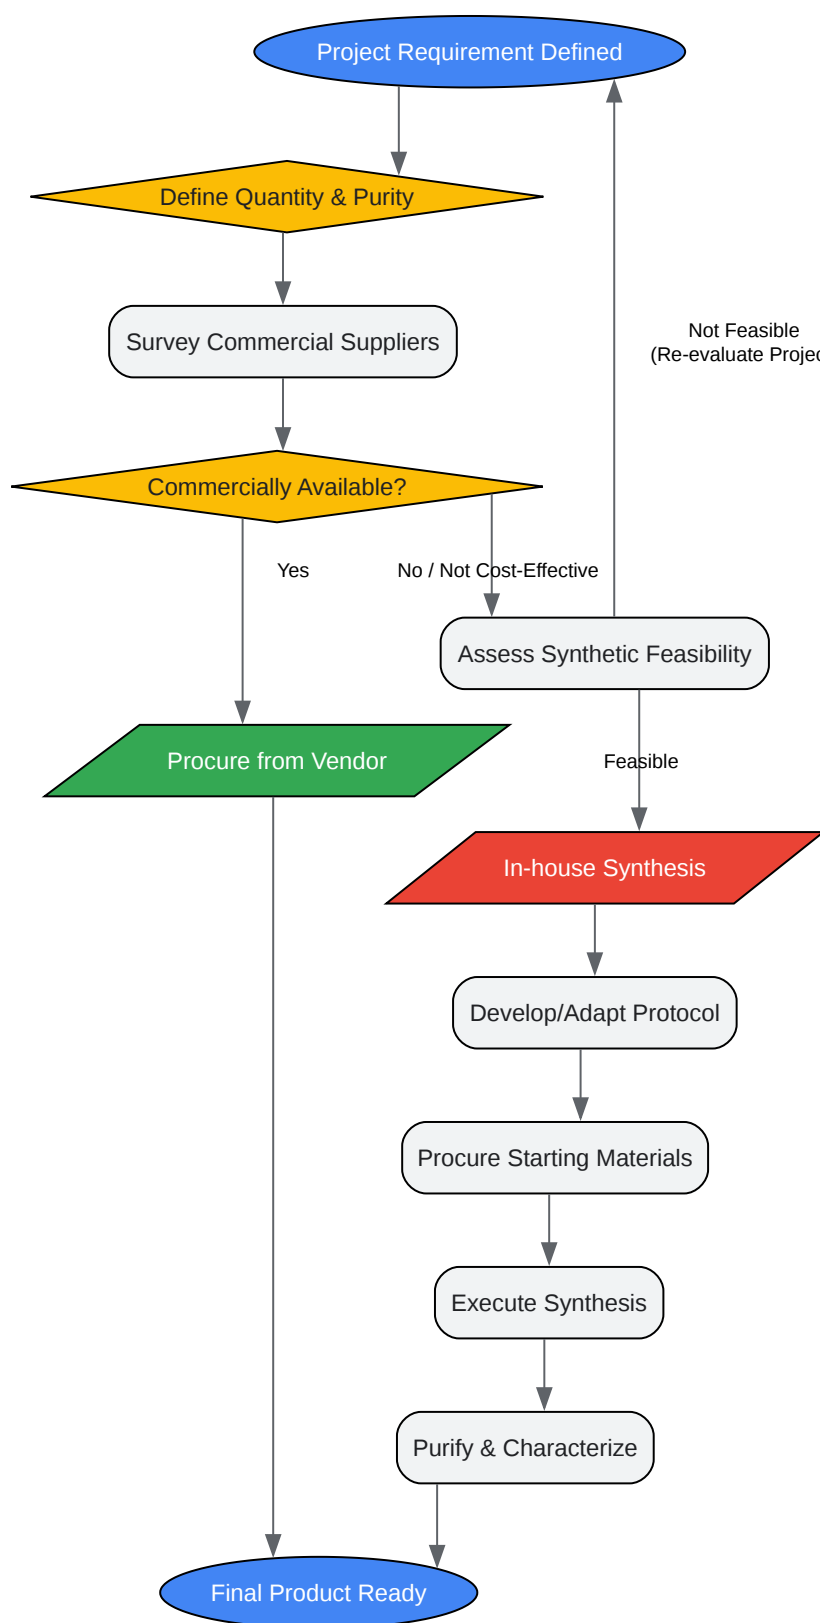 Project Requirement Defined
Define Quantity & Purity
Not Feasible
Survey Commercial Suppliers
(Re-evaluate Projec
Commercially Available?
Yes
No / Not Cost-Effective
Assess Synthetic Feasibility
Procure from Vendor
Feasible
In-house Synthesis
Develop/Adapt Protocol
Procure Starting Materials
Execute Synthesis
Purify & Characterize
Final Product Ready